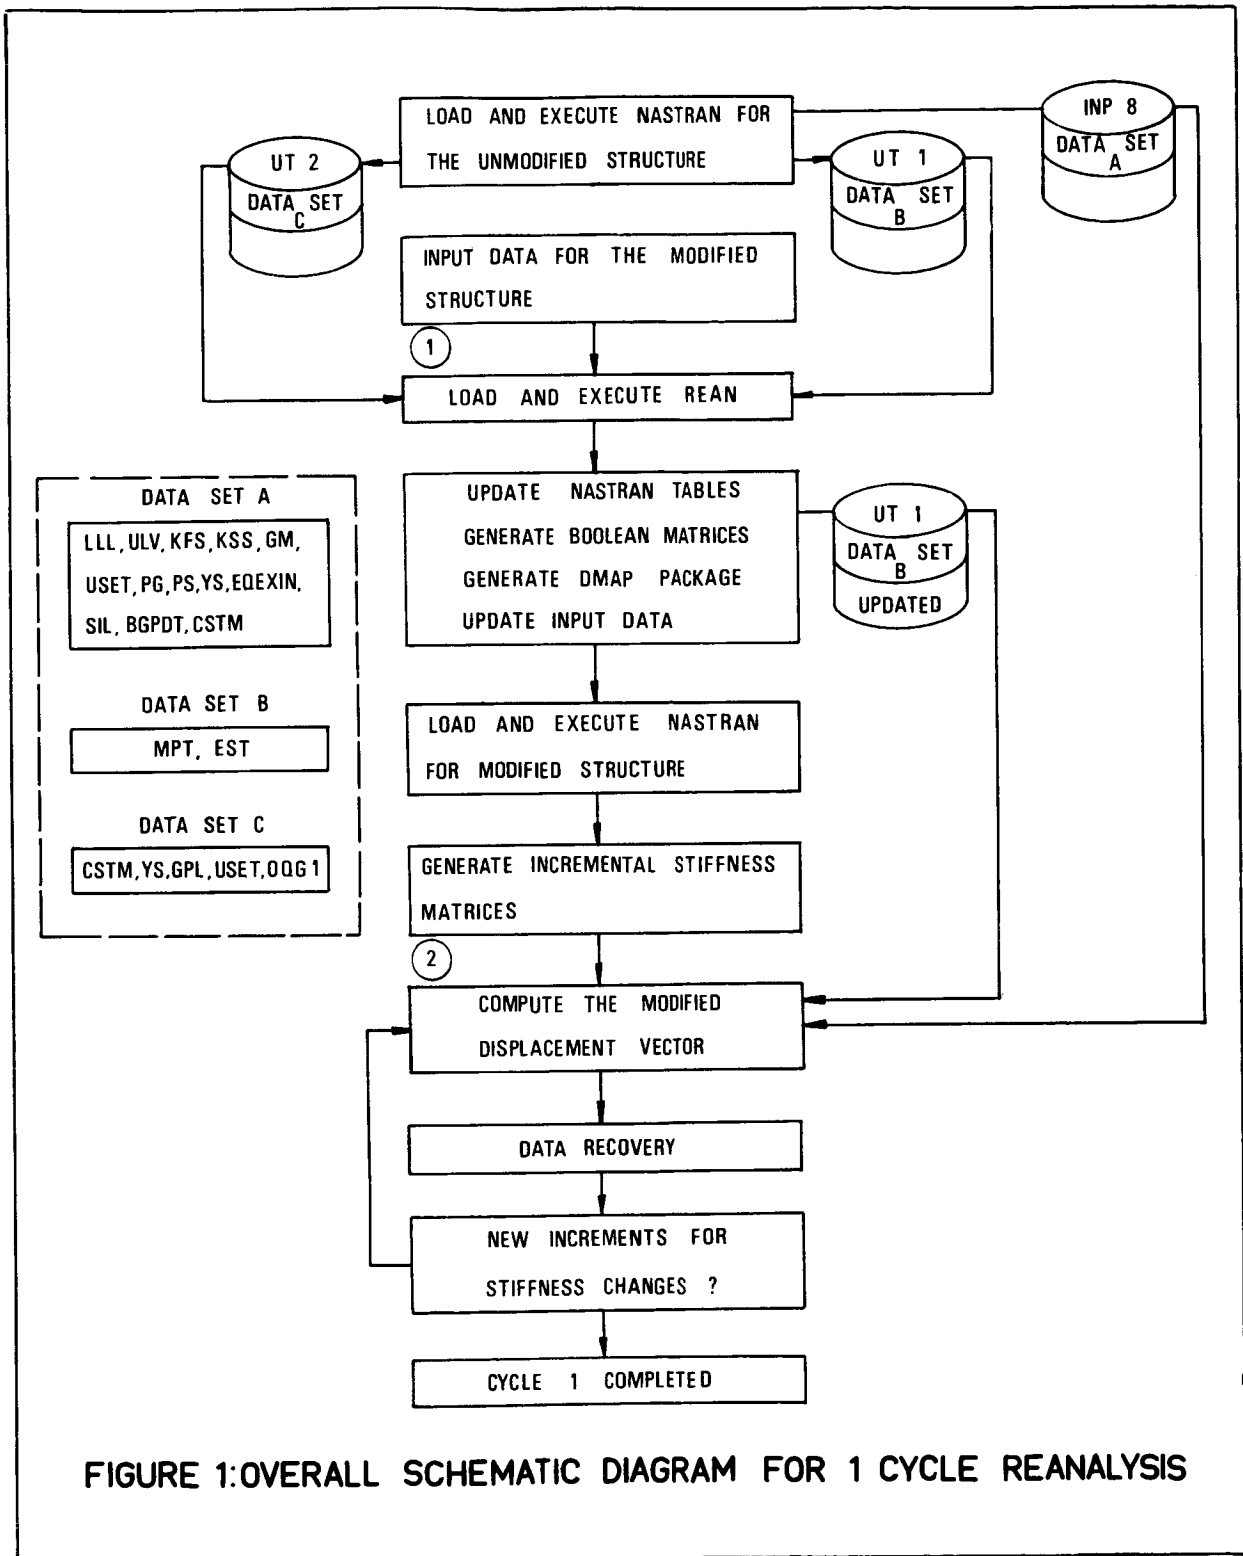 LOAD AND EXECUTE NASTRAN FOR
THE UNMODIFIED STRUCTURE
INP 8
DATA SET
A
UT 2
DATA SET
C
UT 1
DATA SET
B
INPUT DATA FOR THE MODIFIED
STRUCTURE
1
LOAD AND EXECUTE REAN
UPDATE NASTRAN TABLES
GENERATE BOOLEAN MATRICES
GENERATE DMAP PACKAGE
UPDATE INPUT DATA
UT 1
DATA SET
B
UPDATED
DATA SET A
LLL, ULV, KFS, KSS, GM,
USET, PG, PS, YS, EQEXIN,
SIL, BGPDT, CSTM
DATA SET B
MPT, EST
DATA SET C
CSTM, YS, GPL, USET, OQG1
LOAD AND EXECUTE NASTRAN
FOR MODIFIED STRUCTURE
GENERATE INCREMENTAL STIFFNESS
MATRICES
2
COMPUTE THE MODIFIED
DISPLACEMENT VECTOR
DATA RECOVERY
NEW INCREMENTS FOR
STIFFNESS CHANGES ?
CYCLE 1 COMPLETED
FIGURE 1:OVERALL SCHEMATIC DIAGRAM FOR 1 CYCLE REANALYSIS